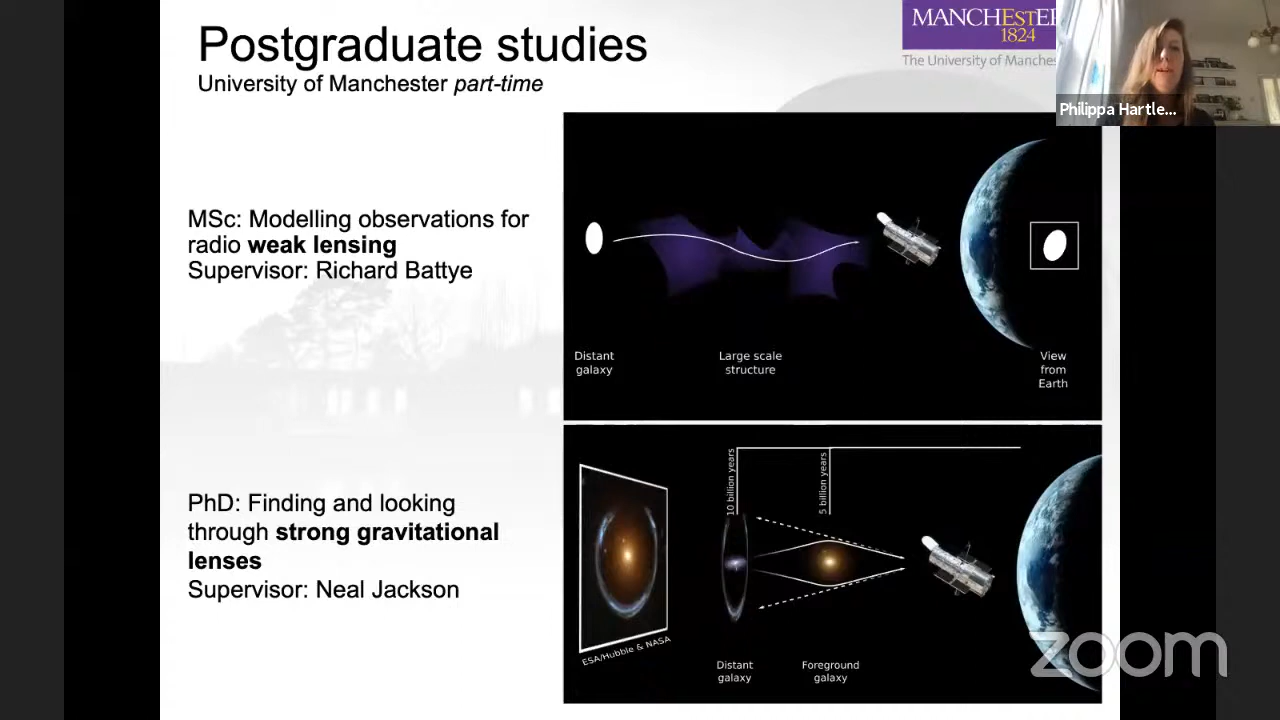 Postgraduate studies
University of Manchester part-time
MANCHESTER
1824
The University of Manches
Philippa Hartle...
MSc: Modelling observations for
radio weak lensing
Supervisor: Richard Battye
Distant
galaxy
Large scale
structure
View
from
Earth
PhD: Finding and looking
through strong gravitational
lenses
Supervisor: Neal Jackson
10 billion years
5 billion years
ESA/Hubble & NASA
Distant
galaxy
Foreground
galaxy
zoom